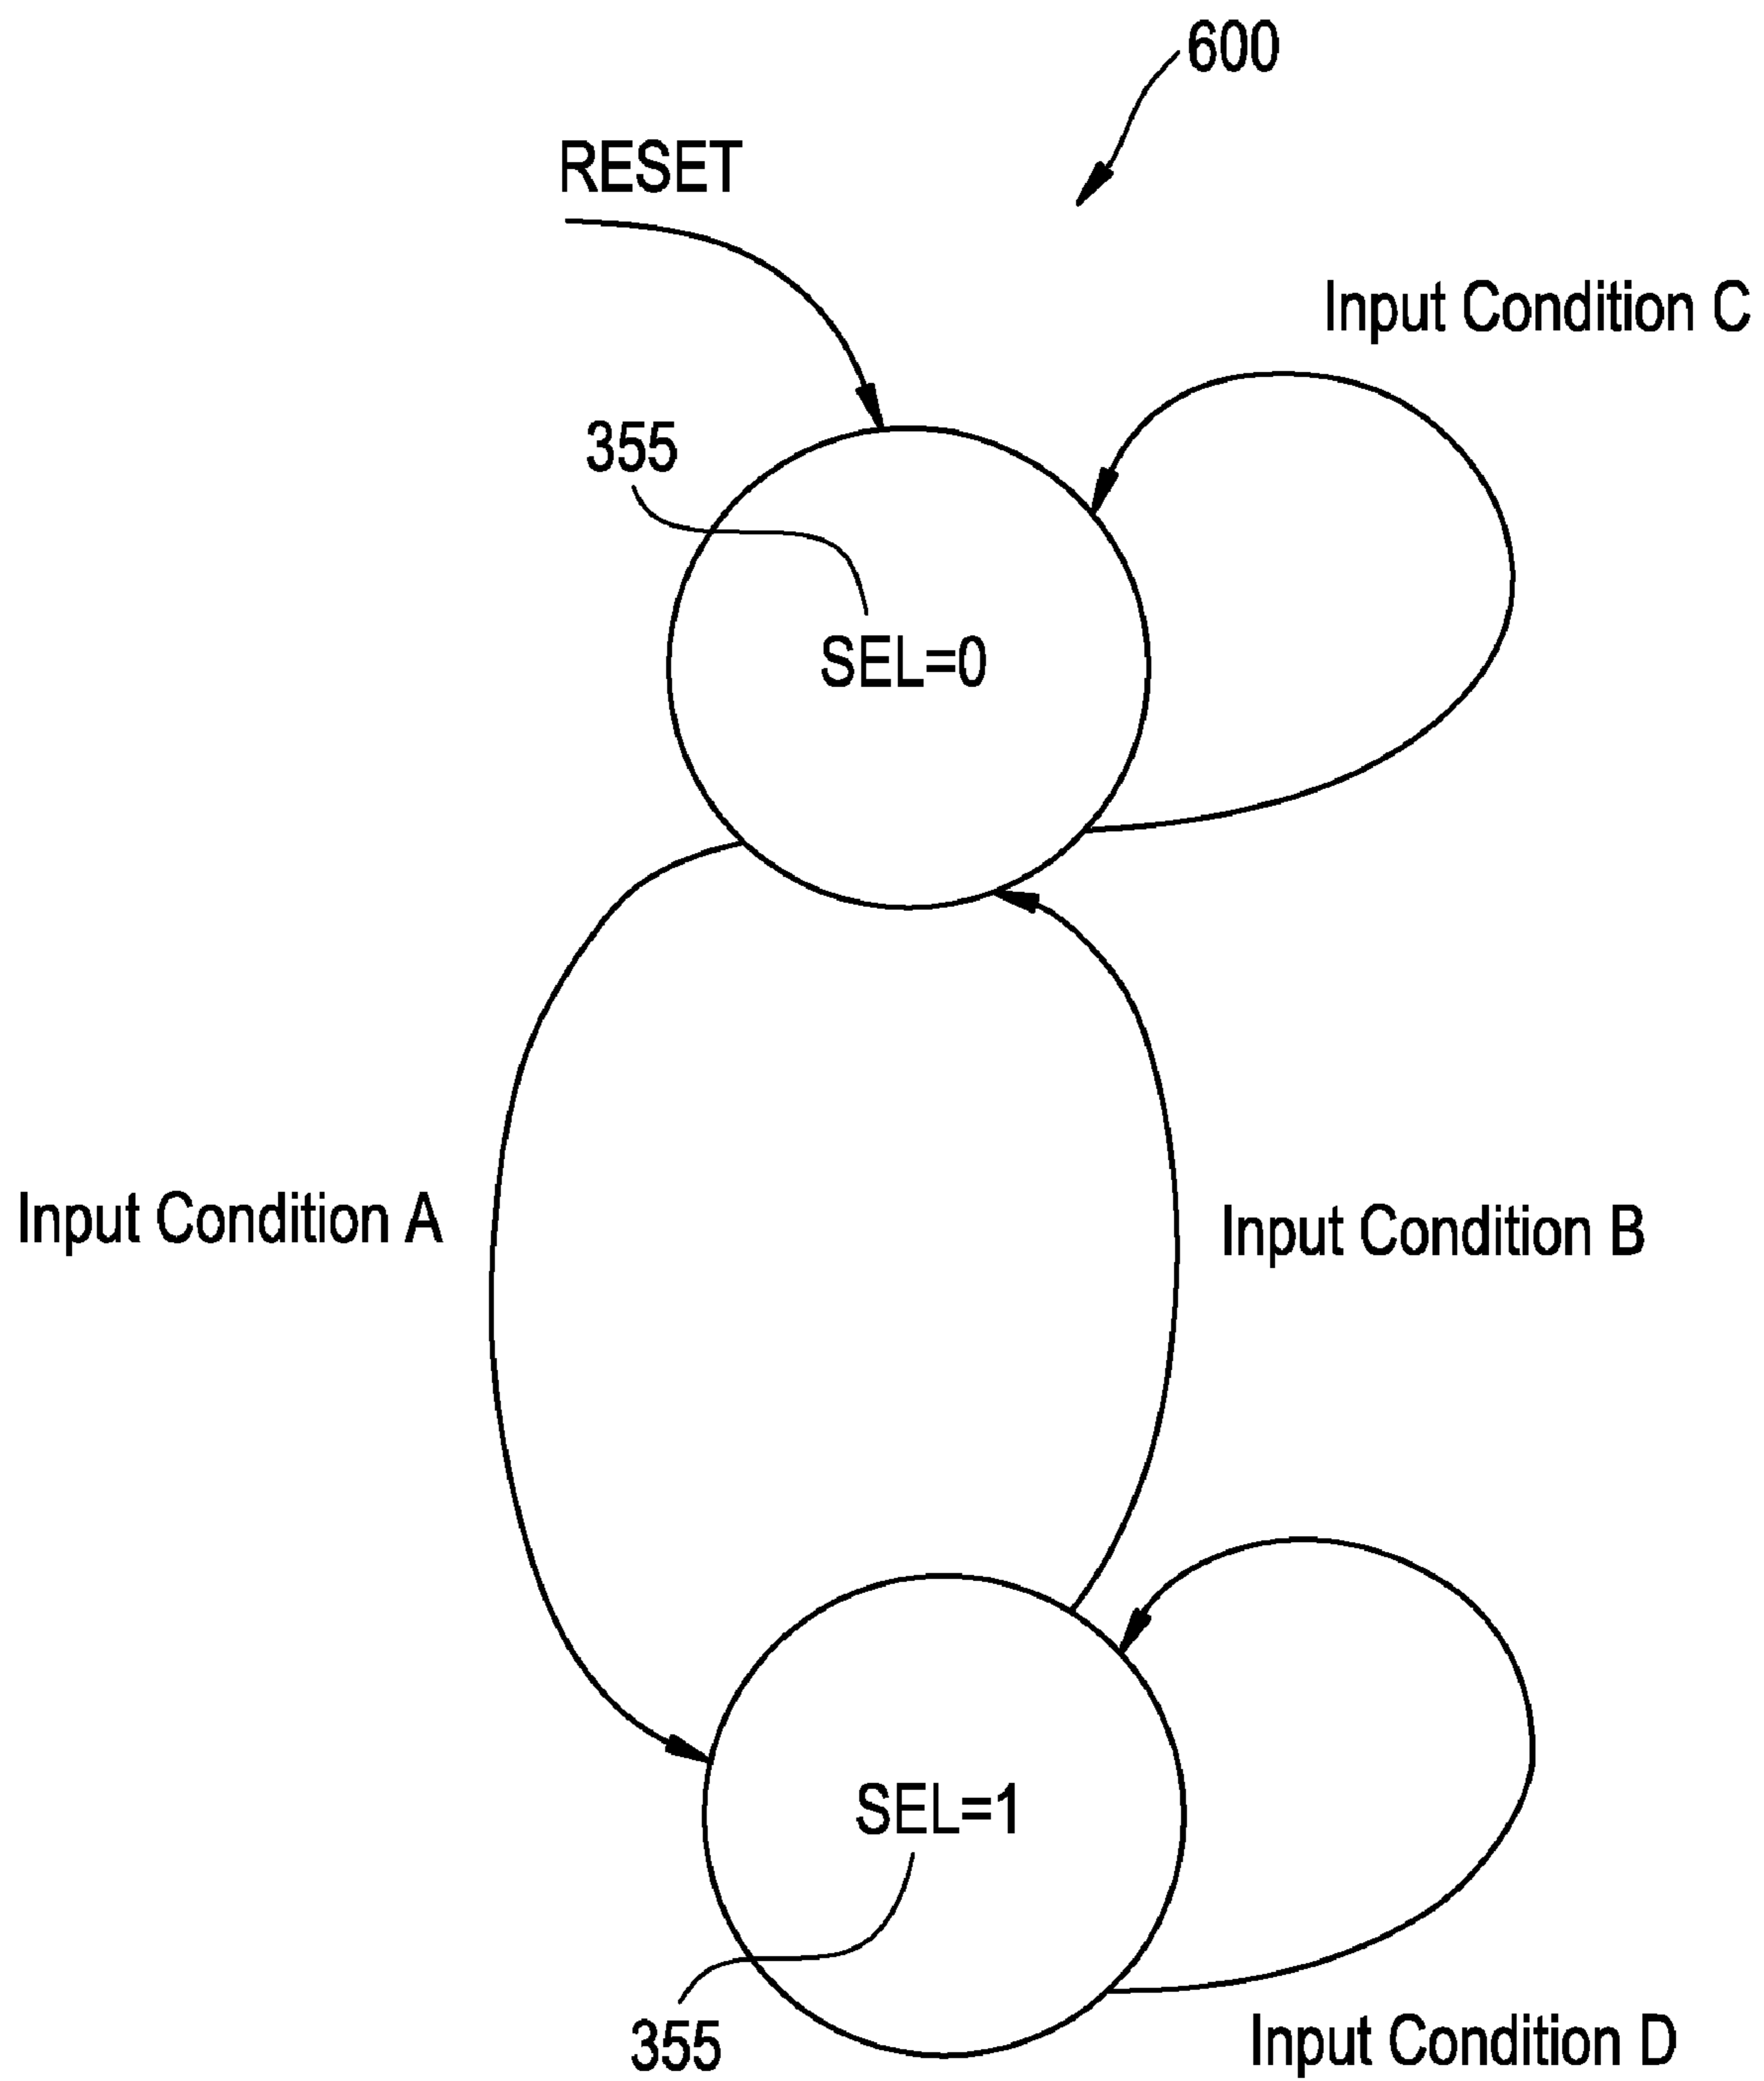 600
RESET
Input Condition C
355
SEL=0
Input Condition A
Input Condition B
SEL=1
355
Input Condition D